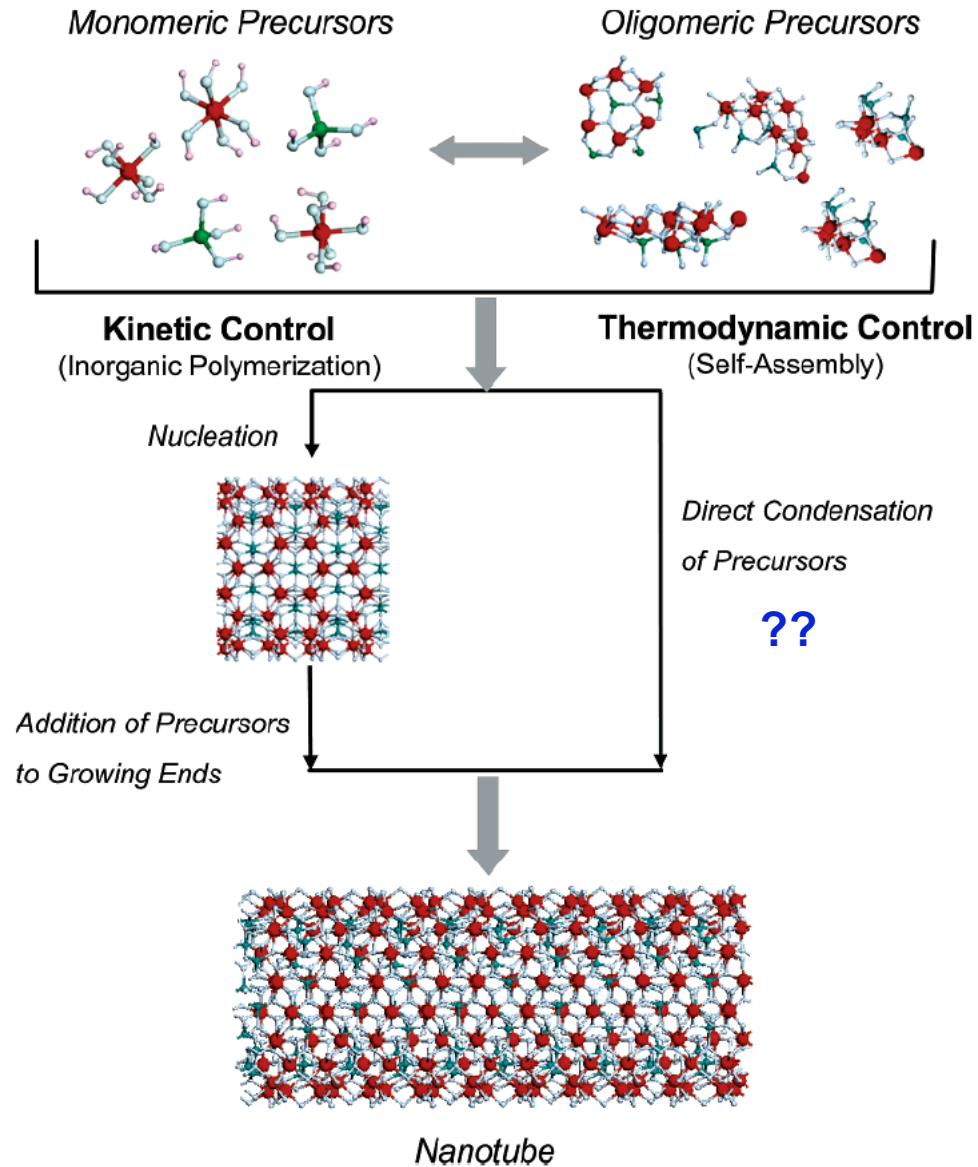 Monomeric Precursors
Oligomeric Precursors
Kinetic Control
(Inorganic Polymerization)
Thermodynamic Control
(Self-Assembly)
Nucleation
Direct Condensation
of Precursors
??
Addition of Precursors
to Growing Ends
Nanotube